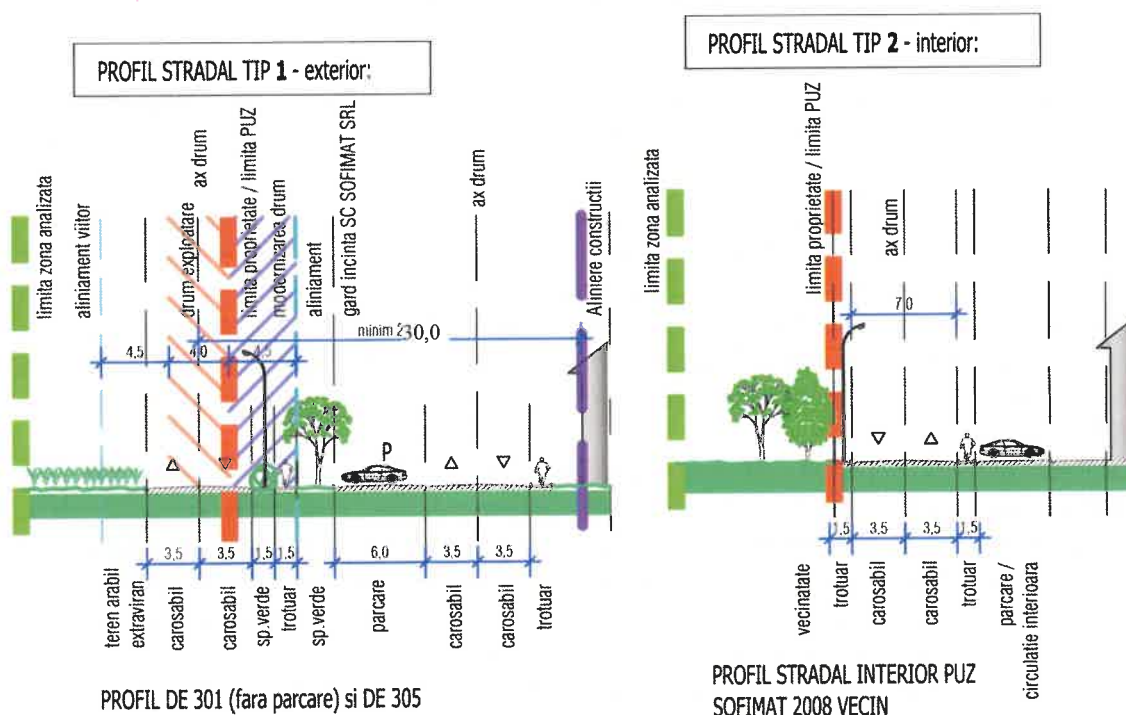 PROFIL STRADAL TIP 1 - exterior:
limita zona analizata
aliniament viitor
drum exploatare
ax drum
limita proprietate / limita PUZ
modernizarea drum
aliniament
gard incinta SC SOFIMAT SRL
ax drum
Aliniere constructii
4,5
4,0
4,5
minim
30,0
P
3,5
3,5
1,5
1,5
6,0
3,5
3,5
teren arabil
extraviran
carosabil
carosabil
sp.verde
trotuar
sp.verde
parcare
carosabil
carosabil
trotuar
PROFIL DE 301 (fara parcare) si DE 305
PROFIL STRADAL TIP 2 - interior:
limita zona analizata
limita proprietate / limita PUZ
ax drum
7,0
1,5
3,5
3,5
1,5
vecinatate
trotuar
carosabil
carosabil
trotuar
parcare /
circulatie interioara
PROFIL STRADAL INTERIOR PUZ
SOFIMAT 2008 VECIN